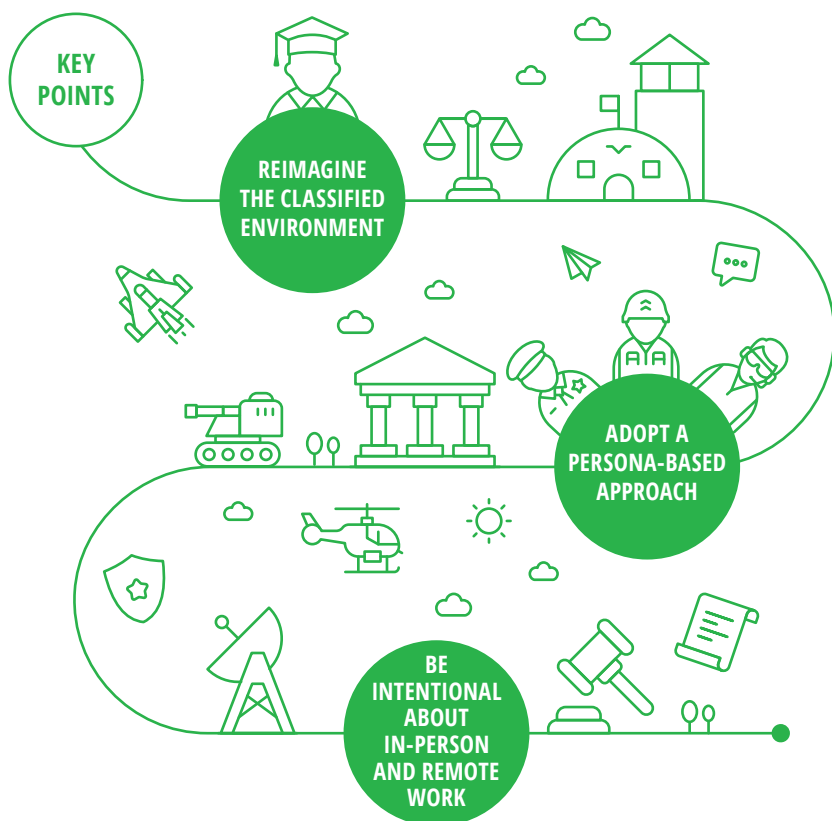 KEY
POINTS
REIMAGINE
THE CLASSIFIED
ENVIRONMENT
ADOPT A
PERSONA-BASED
APPROACH
BE
INTENTIONAL
ABOUT
IN-PERSON
AND REMOTE
WORK